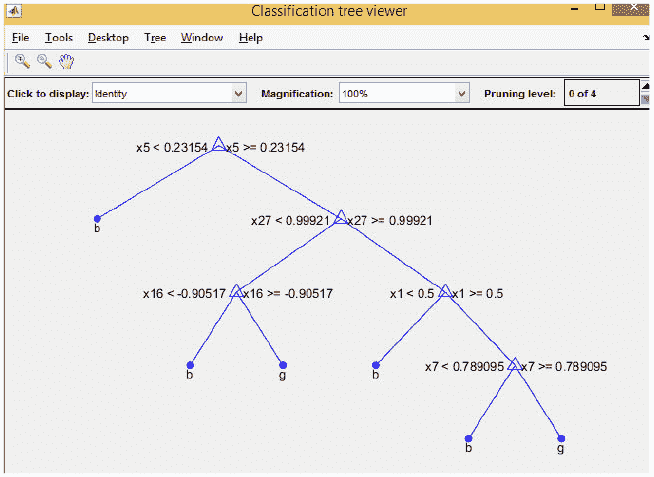 Classification tree viewer
File Tools Desktop Tree Window Help
Click to display: Identity Magnification: 100% Pruning level: 0 of 4
x5 < 0.23154 x5 >= 0.23154
b
x27 < 0.99921 x27 >= 0.99921
x16 < -0.90517 x16 >= -0.90517 x1 < 0.5 x1 >= 0.5
b g b
x7 < 0.789095 x7 >= 0.789095
b g